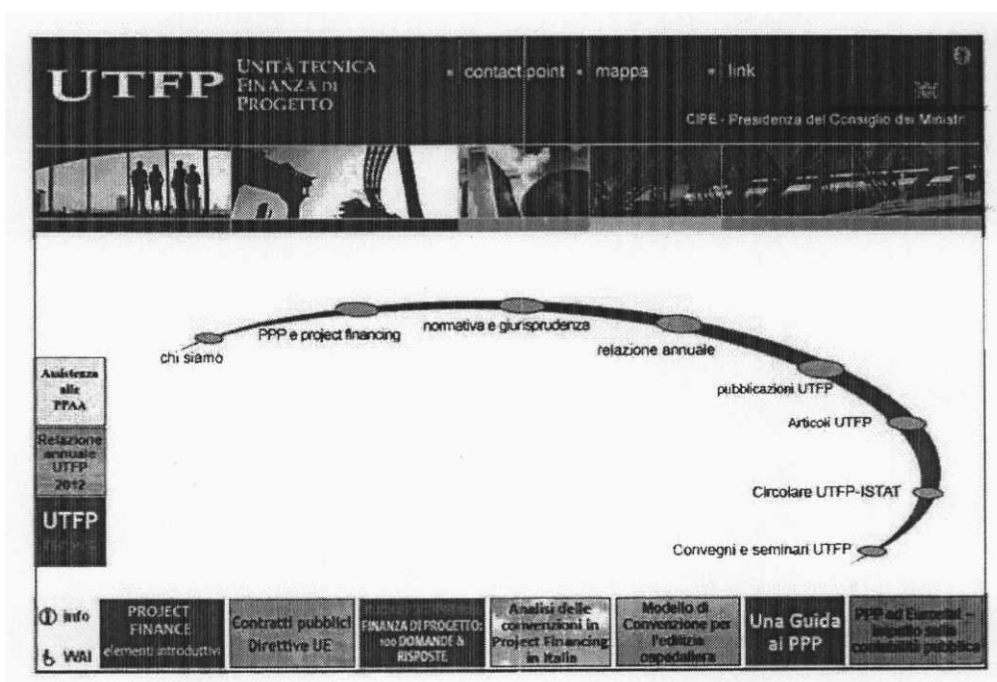 UTFP
UNITÀ TECNICA
FINANZA DI
PROGETTO
contact point
mappa
link
CIPE - Presidenza del Consiglio dei Ministri
chi siamo
PPP e project financing
normativa e giurisprudenza
relazione annuale
pubblicazioni UTFP
Articoli UTFP
Circolare UTFP-ISTAT
Convegni e seminari UTFP
Assistenza
alle
PPAA
Relazione
annuale
UTFP
2012
UTFP
info
WAI
PROJECT
FINANCE
elementi introduttivi
Contratti pubblici
Direttive UE
FINANZA DI PROGETTO:
100 DOMANDE &
RISPOSTE
Analisi delle
convenzioni in
Project Financing
in Italia
Modello di
Convenzione per
l'edilizia
ospedaliera
Una Guida
ai PPP
PPP ed Eurostat –
contabilità pubblica